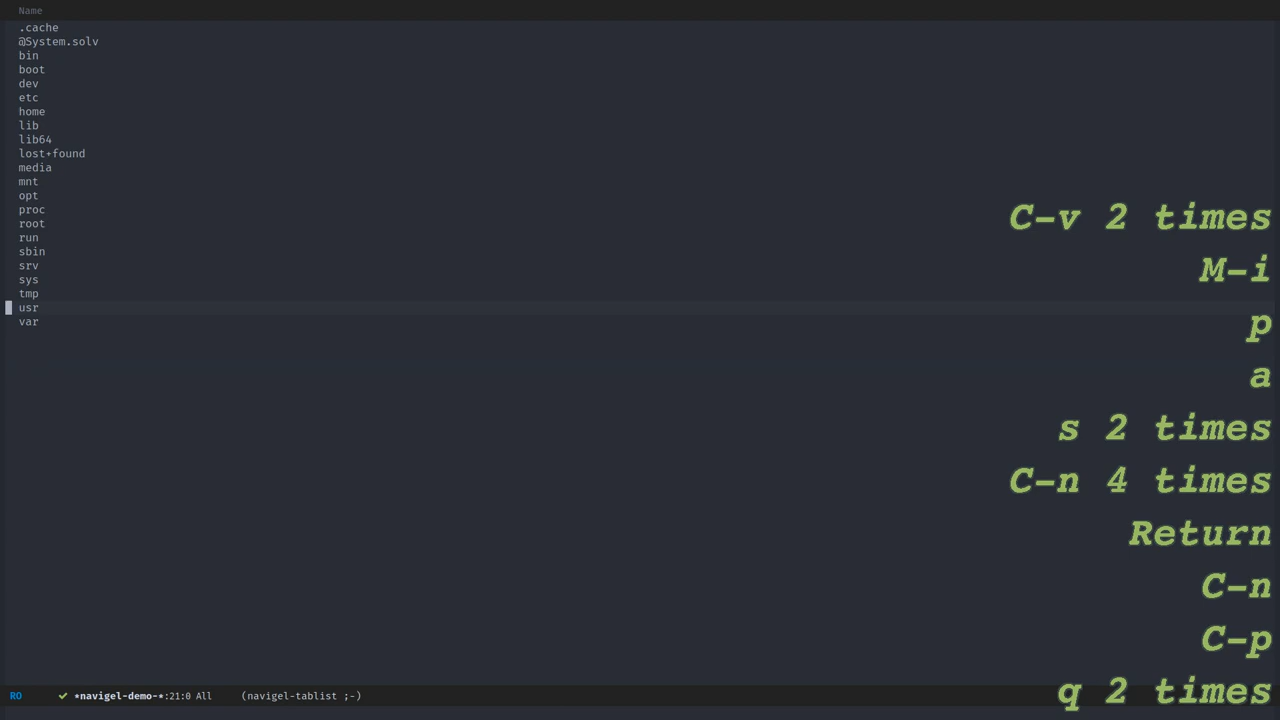 Name
.cache
@System.solv
bin
boot
dev
etc
home
lib
lib64
lost+found
media
mnt
opt
proc
root
run
sbin
srv
sys
tmp
usr
var
C-v 2 times
M-i
p
a
s 2 times
C-n 4 times
Return
C-n
C-p
q 2 times
RO ✔ *navigel-demo-*:21:0 All (navigel-tablist ;-)